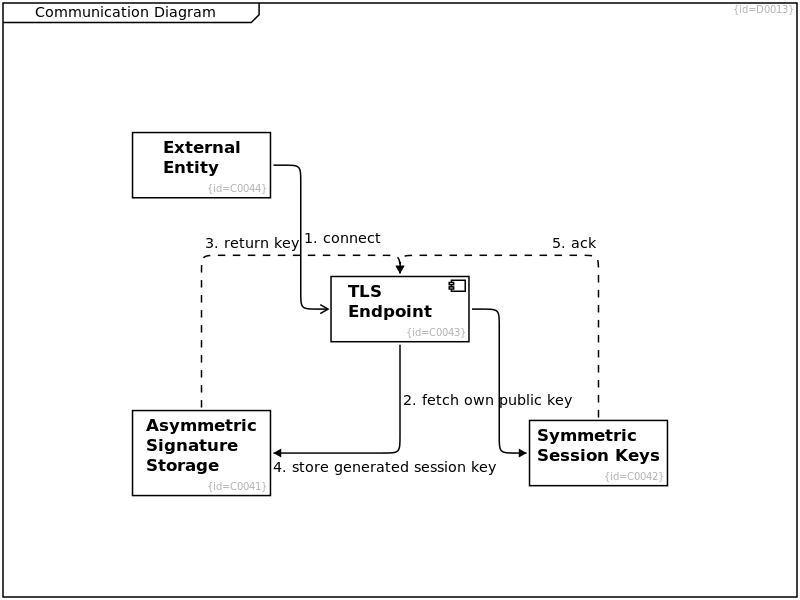 Communication Diagram
{id=D0013}
External
Entity
{id=C0044}
3. return key
1. connect
5. ack
TLS
Endpoint
{id=C0043}
2. fetch own public key
Asymmetric
Signature
Storage
{id=C0041}
4. store generated session key
Symmetric
Session Keys
{id=C0042}